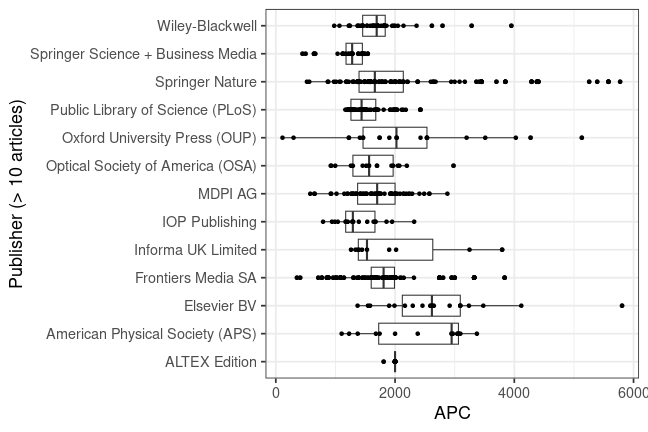 Publisher (> 10 articles)
Wiley-Blackwell
Springer Science + Business Media
Springer Nature
Public Library of Science (PLoS)
Oxford University Press (OUP)
Optical Society of America (OSA)
MDPI AG
IOP Publishing
Informa UK Limited
Frontiers Media SA
Elsevier BV
American Physical Society (APS)
ALTEX Edition
0 2000 4000 6000
APC